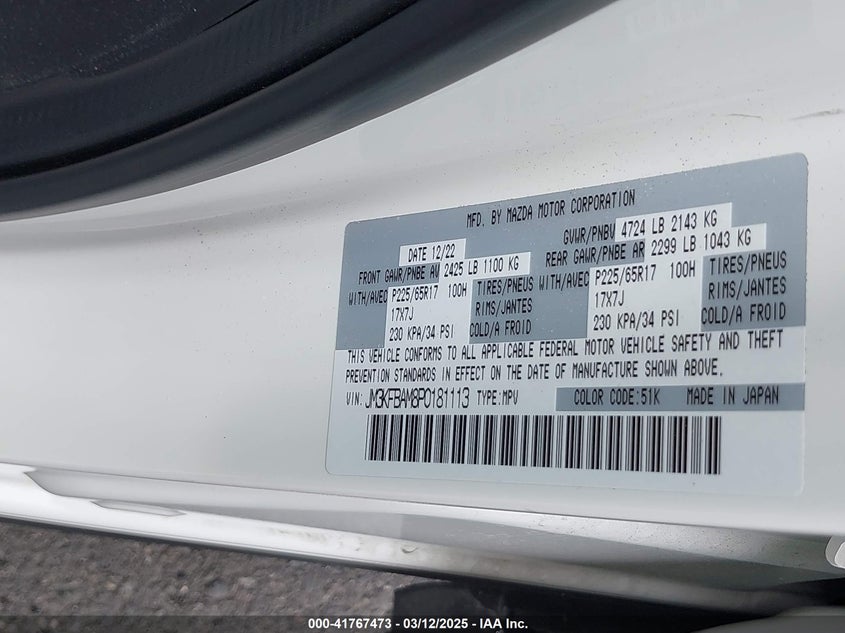 MFD. BY MAZDA MOTOR CORPORATION
DATE 12/22 GVWR/PNBV 4724 LB 2143 KG
FRONT GAWR/PNBE AV 2425 LB 1100 KG REAR GAWR/PNBE AR 2299 LB 1043 KG
WITH/AVEC P225/65R17 100H TIRES/PNEUS WITH/AVEC P225/65R17 100H TIRES/PNEUS
17X7J RIMS/JANTES 17X7J RIMS/JANTES
230 KPA/34 PSI COLD/A FROID 230 KPA/34 PSI COLD/A FROID
THIS VEHICLE CONFORMS TO ALL APPLICABLE FEDERAL MOTOR VEHICLE SAFETY AND THEFT
PREVENTION STANDARDS IN EFFECT ON THE DATE OF MANUFACTURE SHOWN ABOVE.
VIN: JM3KFBAM8P0181113 TYPE:MPV COLOR CODE:51K MADE IN JAPAN
000-41767473 — 03/12/2025 — IAA Inc.